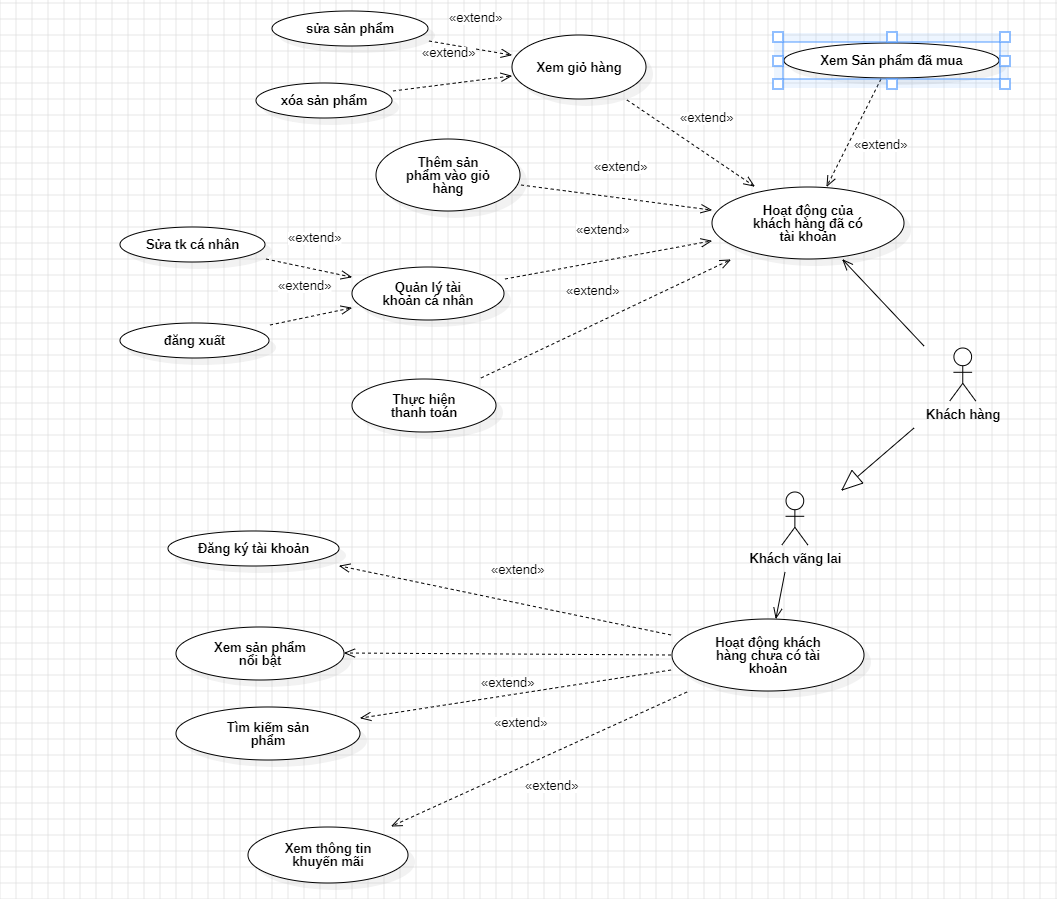 «extend»
sửa sản phẩm
«extend»
Xem giỏ hàng
Xem Sản phẩm đã mua
xóa sản phẩm
«extend»
«extend»
Thêm sản
phẩm vào giỏ
hàng
«extend»
Hoạt động của
khách hàng đã có
tài khoản
«extend»
Sửa tk cá nhân
«extend»
«extend»
Quản lý tài
khoản cá nhân
«extend»
đăng xuất
Thực hiện
thanh toán
Khách hàng
Đăng ký tài khoản
«extend»
Khách vãng lai
Xem sản phẩm
nổi bật
Hoạt động khách
hàng chưa có tài
khoản
«extend»
Tìm kiếm sản
phẩm
«extend»
«extend»
Xem thông tin
khuyến mãi